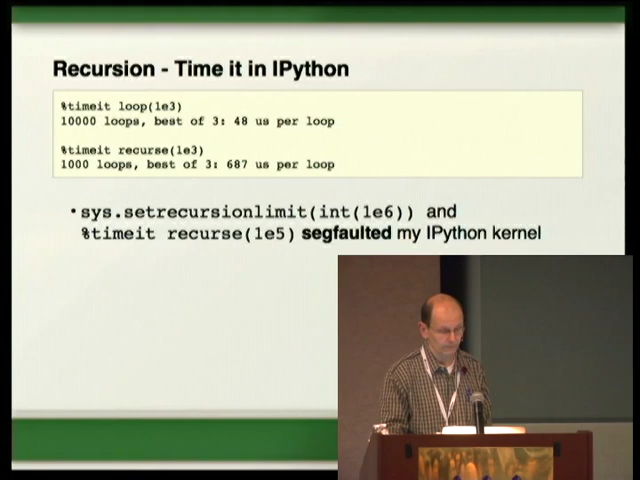 Recursion - Time it in IPython
%timeit loop(1e3)
10000 loops, best of 3: 48 us per loop
%timeit recurse(1e3)
1000 loops, best of 3: 687 us per loop
• sys.setrecursionlimit(int(1e6)) and
%timeit recurse(1e5) segfaulted my IPython kernel